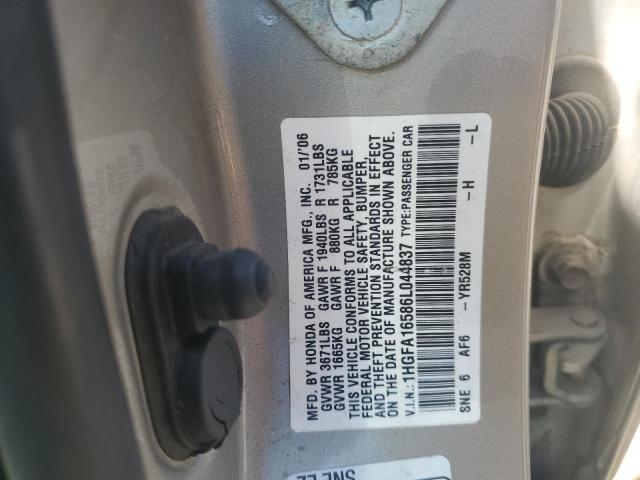 MFD. BY HONDA OF AMERICA MFG., INC. 01/'06
GVWR 3671LBS GAWR F 1940LBS R 1731LBS
GVWR 1665KG GAWR F 880KG R 785KG
THIS VEHICLE CONFORMS TO ALL APPLICABLE
FEDERAL MOTOR VEHICLE SAFETY, BUMPER,
AND THEFT PREVENTION STANDARDS IN EFFECT
ON THE DATE OF MANUFACTURE SHOWN ABOVE.
V.I.N.:1HGFA16586L044837 TYPE:PASSENGER CAR
SNE 6 AF6 -YR528M -H -L